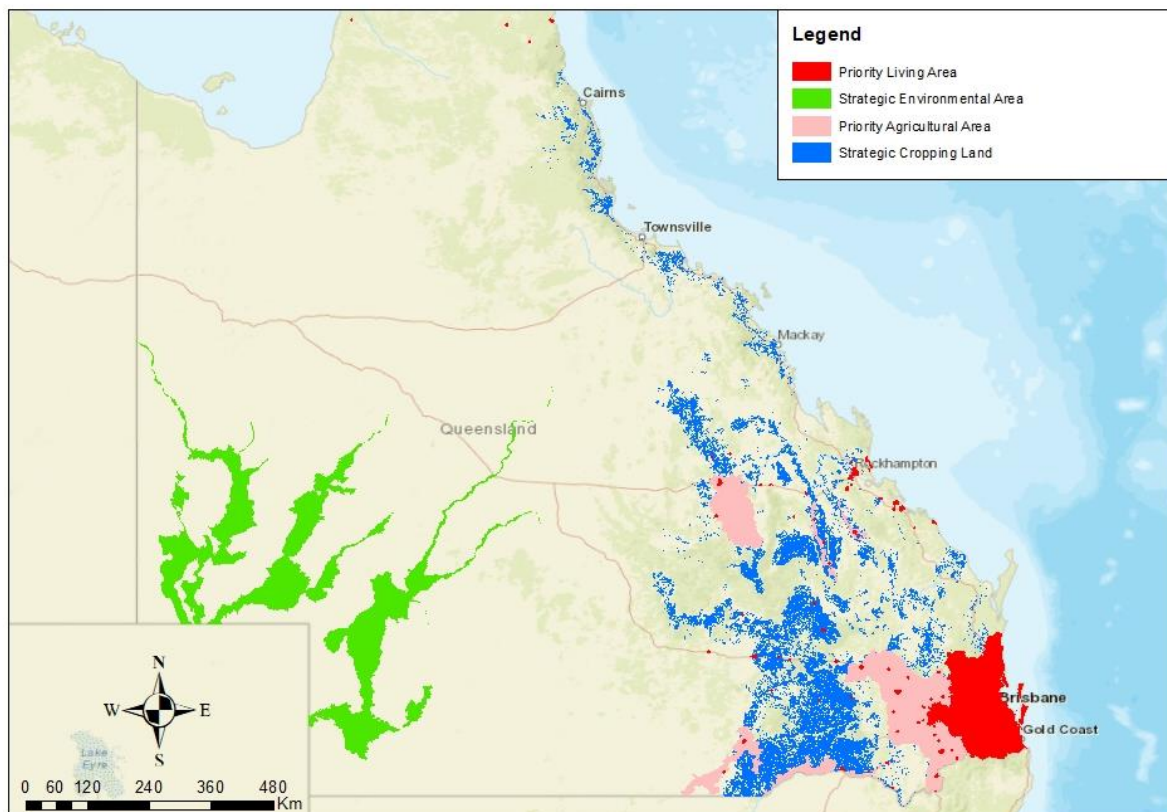 Legend
Priority Living Area
Strategic Environmental Area
Priority Agricultural Area
Strategic Cropping Land
Cairns
Townsville
Mackay
Queensland
Rockhampton
Brisbane
Gold Coast
N
W E
S
Lake
Eyre
0 60 120 240 360 480
Km